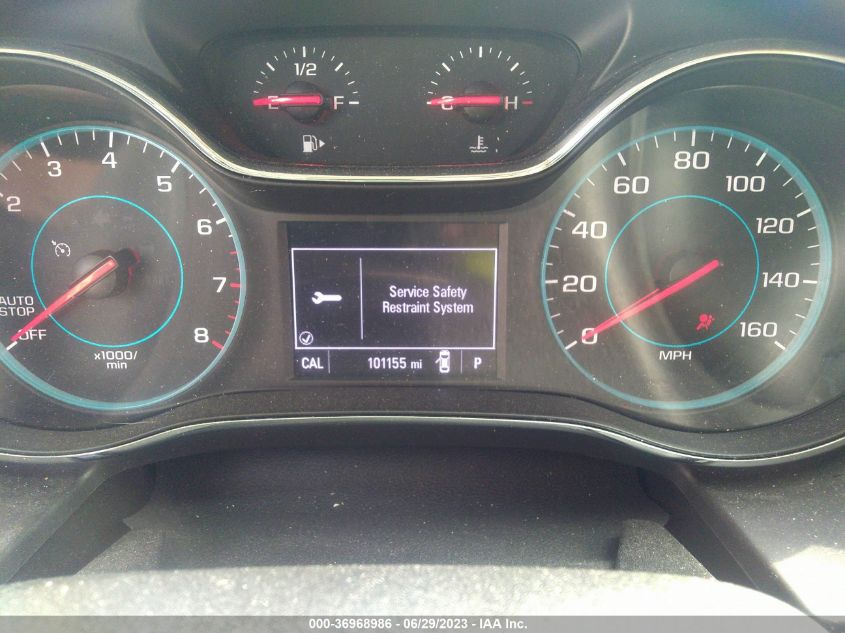 1/2
E F
C H
2 3 4 5 6 7 8
AUTO
STOP
OFF
x1000/
min
Service Safety
Restraint System
CAL 101155 mi P
0 20 40 60 80 100 120 140 160
MPH
000-36968986 - 06/29/2023 - IAA Inc.